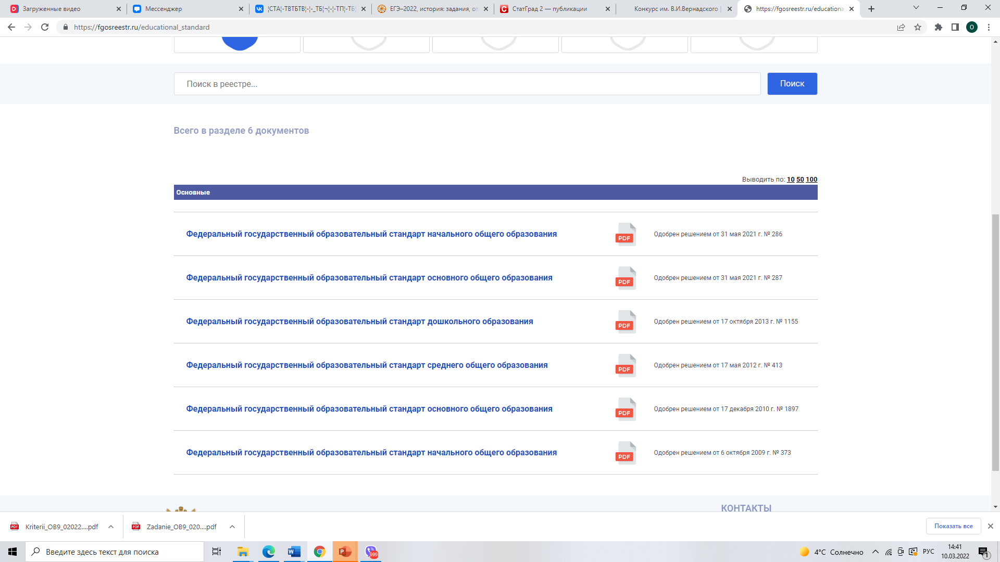 Загруженные видео
Мессенджер
ЕГЭ–2022, история: задания, от
СтатГрад 2 — публикации
Конкурс им. В.И.Вернадского |
https://fgosreestr.ru/educationa
https://fgosreestr.ru/educational_standard
O
Поиск в реестре...
Поиск
Всего в разделе 6 документов
Выводить по: 10 50 100
Основные
Федеральный государственный образовательный стандарт начального общего образования
PDF
Одобрен решением от 31 мая 2021 г. № 286
Федеральный государственный образовательный стандарт основного общего образования
PDF
Одобрен решением от 31 мая 2021 г. № 287
Федеральный государственный образовательный стандарт дошкольного образования
PDF
Одобрен решением от 17 октября 2013 г. № 1155
Федеральный государственный образовательный стандарт среднего общего образования
PDF
Одобрен решением от 17 мая 2012 г. № 413
Федеральный государственный образовательный стандарт основного общего образования
PDF
Одобрен решением от 17 декабря 2010 г. № 1897
Федеральный государственный образовательный стандарт начального общего образования
PDF
Одобрен решением от 6 октября 2009 г. № 373
КОНТАКТЫ
Kriterii_OB9_02022....pdf
Zadanie_OB9_020....pdf
Показать все
Введите здесь текст для поиска
999
4°C Солнечно
РУС
14:41
10.03.2022
1